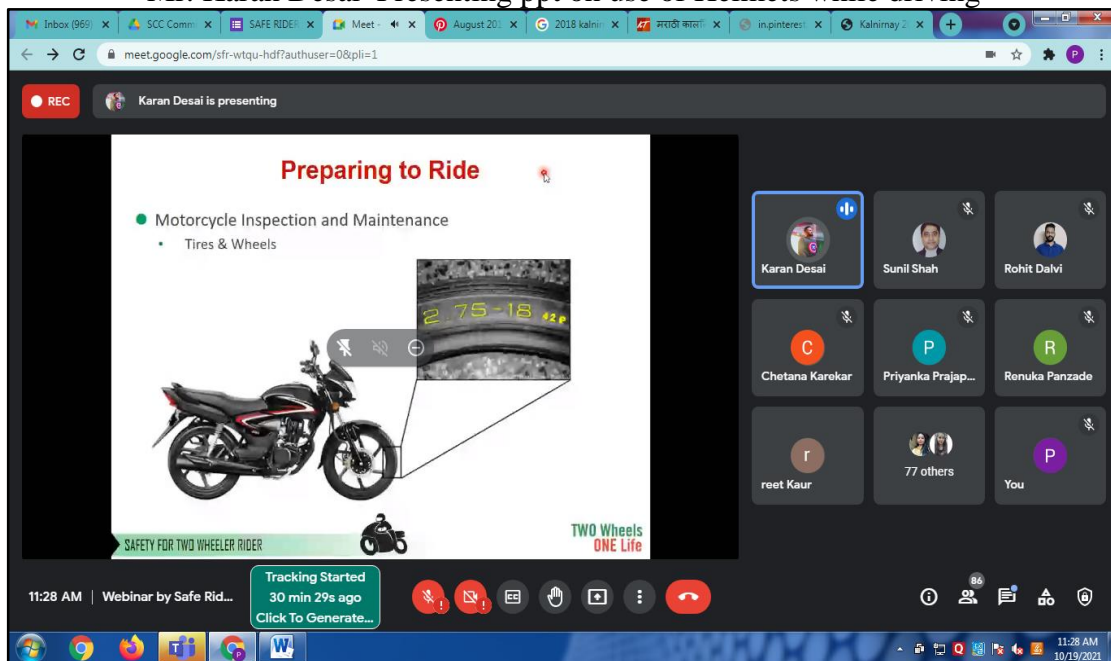 Mr. Karan Desai Presenting ppt on use of Helmets while driving
Inbox (969)
SCC Comm
SAFE RIDER
Meet -
August 201
2018 kalnir
मराठी
in.pinterest
Kalnirnay 2
meet.google.com/sfr-wtqu-hdf?authuser=0&pli=1
P
REC
Karan Desai is presenting
Preparing to Ride
Motorcycle Inspection and Maintenance
Tires & Wheels
2.75-18 42P
SAFETY FOR TWO WHEELER RIDER
TWO Wheels
ONE Life
Karan Desai
Sunil Shah
Rohit Dalvi
C
Chetana Karekar
P
Priyanka Prajap...
R
Renuka Panzade
r
reet Kaur
77 others
P
You
11:28 AM | Webinar by Safe Rid...
Tracking Started
30 min 29s ago
Click To Generate...
86
11:28 AM
10/19/2021